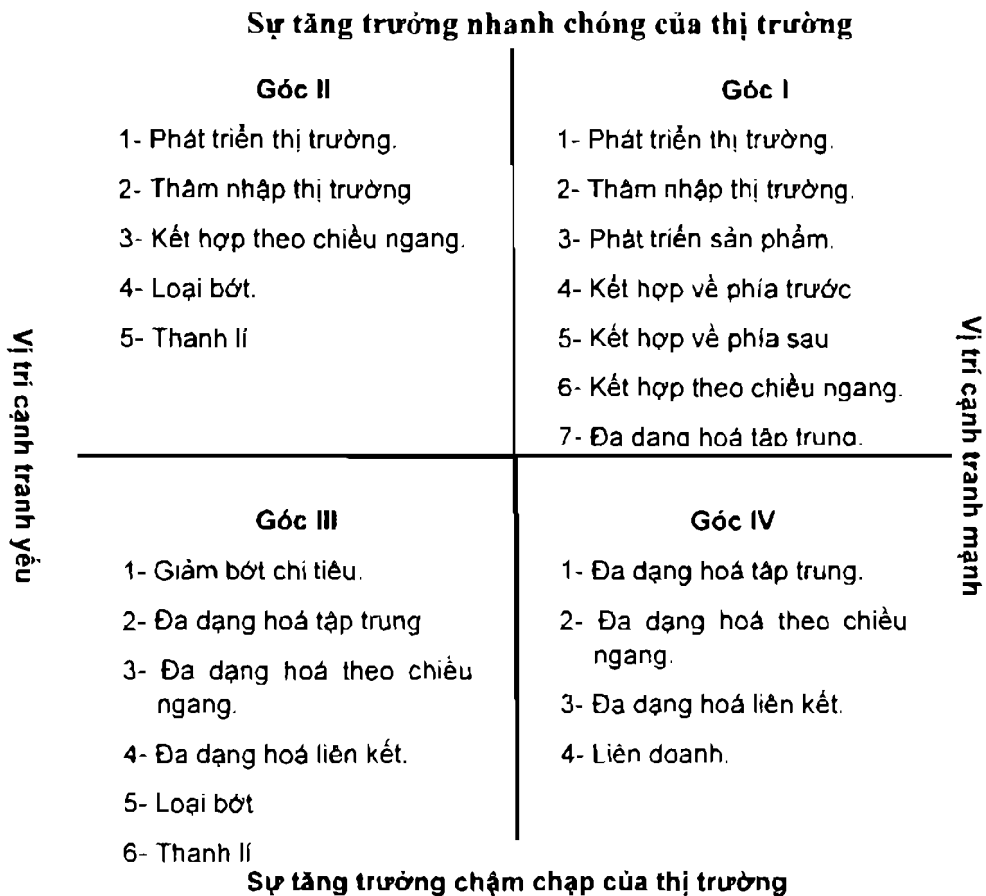 Sự tăng trưởng nhanh chóng của thị trường
Góc II
1- Phát triển thị trường.
2- Thâm nhập thị trường
3- Kết hợp theo chiều ngang.
4- Loại bớt.
5- Thanh lí
Góc I
1- Phát triển thị trường.
2- Thâm nhập thị trường.
3- Phát triển sản phẩm.
4- Kết hợp về phía trước
5- Kết hợp về phía sau
6- Kết hợp theo chiều ngang.
7- Đa dạng hoá tập trung.
Vị trí cạnh tranh yếu
Vị trí cạnh tranh mạnh
Góc III
1- Giảm bớt chi tiêu.
2- Đa dạng hoá tập trung
3- Đa dạng hoá theo chiều
ngang.
4- Đa dạng hoá liên kết.
5- Loại bớt
6- Thanh lí
Góc IV
1- Đa dạng hoá tập trung.
2- Đa dạng hoá theo chiều
ngang.
3- Đa dạng hoá liên kết.
4- Liên doanh.
Sự tăng trưởng chậm chạp của thị trường